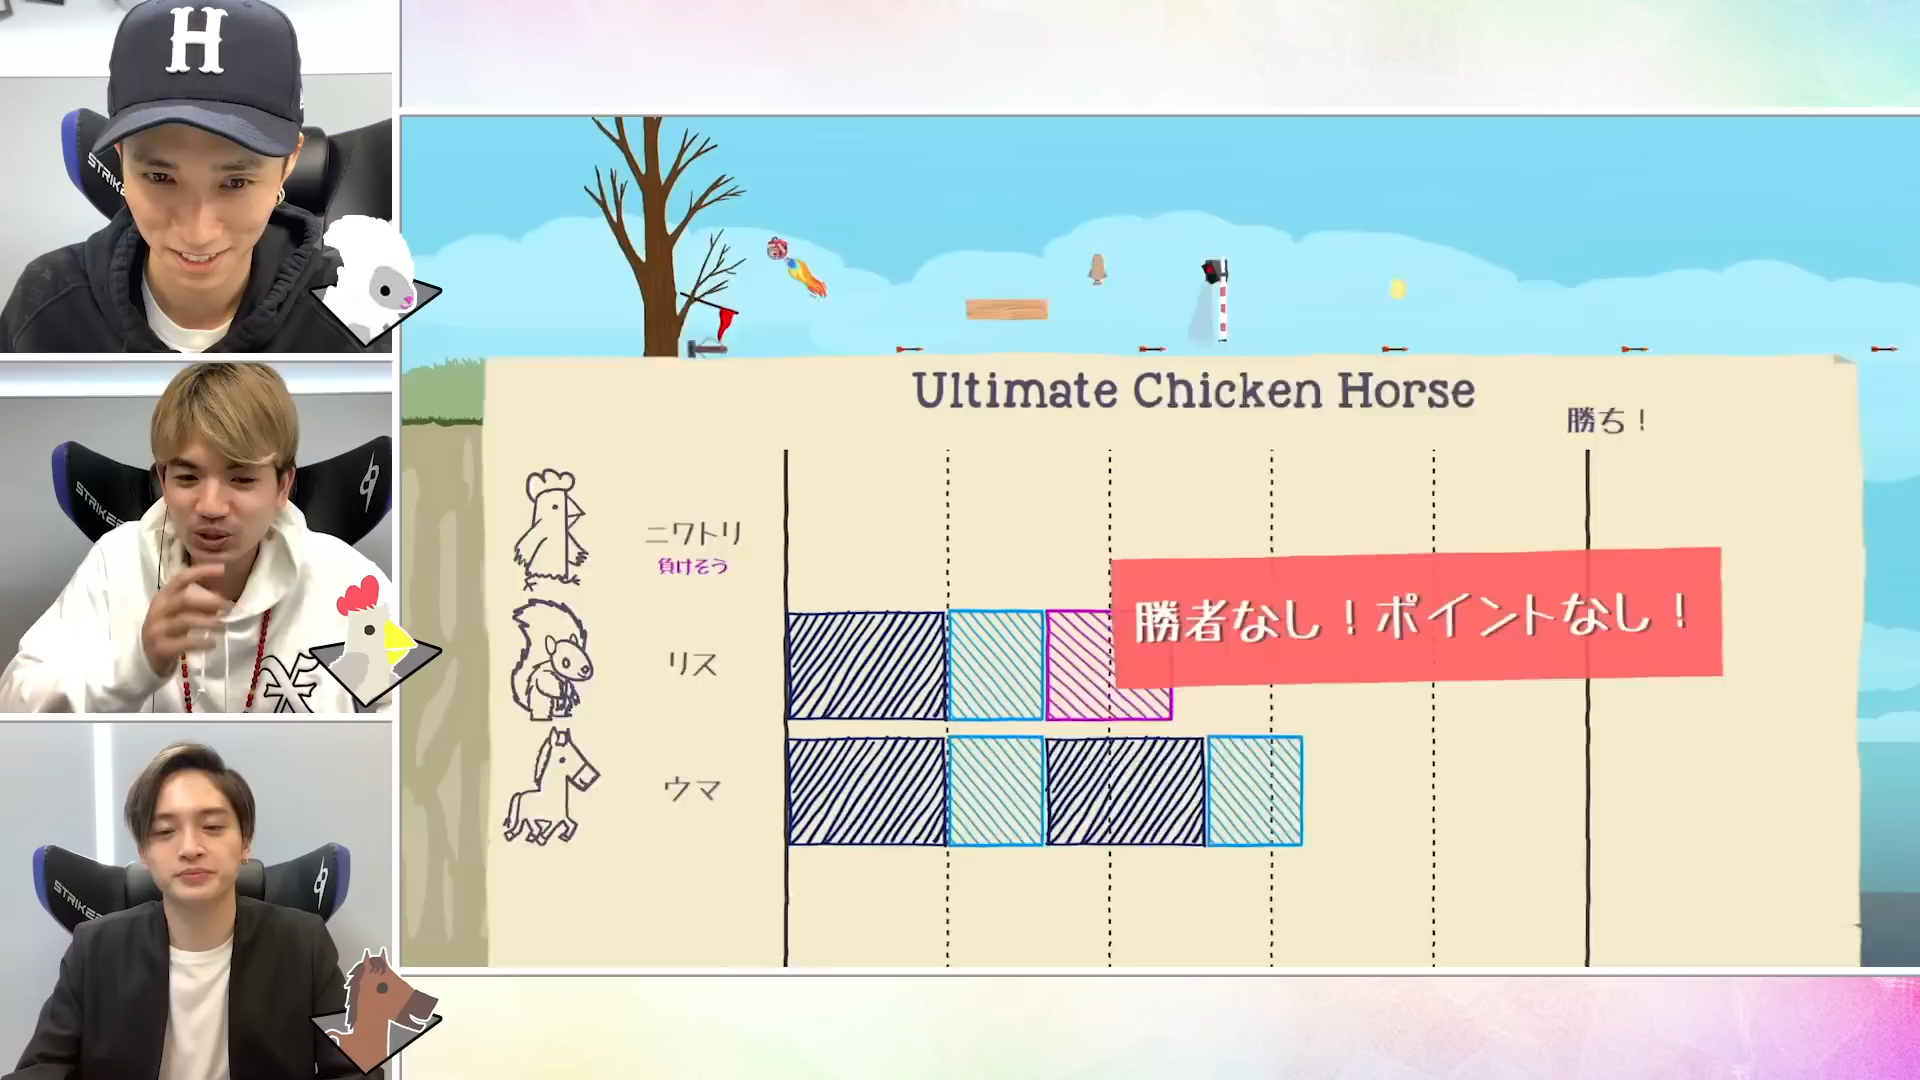 H
STRIKE
Ultimate Chicken Horse
勝ち！
ニワトリ
負けそう
勝者なし！ポイントなし！
STRIKER
リス
ウマ
STRIKE